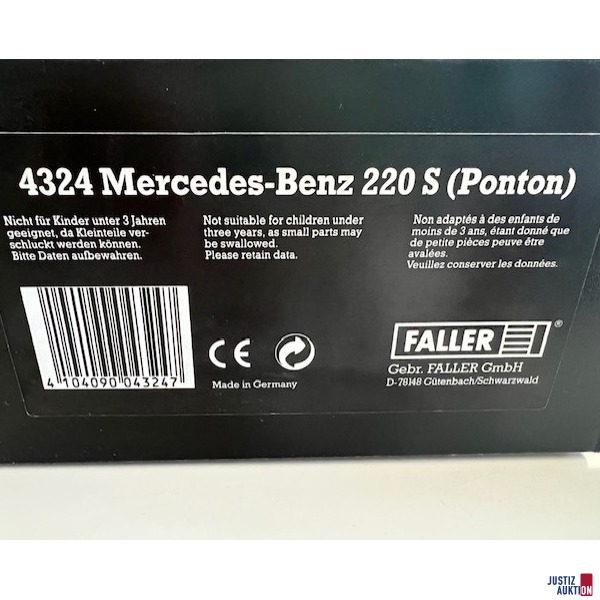 4324 Mercedes-Benz 220 S (Ponton)
Nicht für Kinder unter 3 Jahren
geeignet, da Kleinteile ver-
schluckt werden können.
Bitte Daten aufbewahren.
Not suitable for children under
three years, as small parts may
be swallowed.
Please retain data.
Non adaptés à des enfants de
moins de 3 ans, étant donné que
de petite pièces peuve être
avalées.
Veuillez conserver les données.
4 104090 043247
CE
Made in Germany
FALLER ®
Gebr. FALLER GmbH
D-78148 Gütenbach/Schwarzwald
JUSTIZ
AUKTION